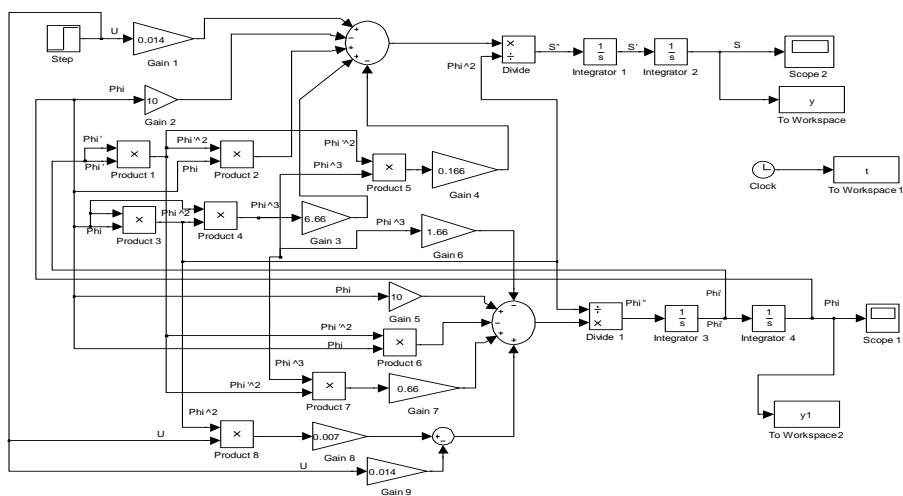 U
0.014
Step
Gain 1
S''
1
s
S'
1
s
S
Divide
Integrator 1
Integrator 2
Scope 2
Phi^2
Phi
10
Gain 2
y
To Workspace
Phi'
Phi'
Product 1
Phi'^2
Phi
Product 2
Phi'^2
Phi^3
Product 5
0.166
Gain 4
Clock
t
To Workspace1
Phi
Product 3
Phi^2
Product 4
Phi^3
6.66
Gain 3
Phi^3
1.66
Gain 6
Phi
10
Gain 5
Phi'^2
Phi
Product 6
Divide 1
Phi''
1
s
Integrator 3
Phi'
Phi'
1
s
Integrator 4
Phi
Scope 1
Phi^3
Phi'^2
Product 7
0.66
Gain 7
y1
To Workspace2
Phi^2
U
Product 8
0.007
Gain 8
U
0.014
Gain 9